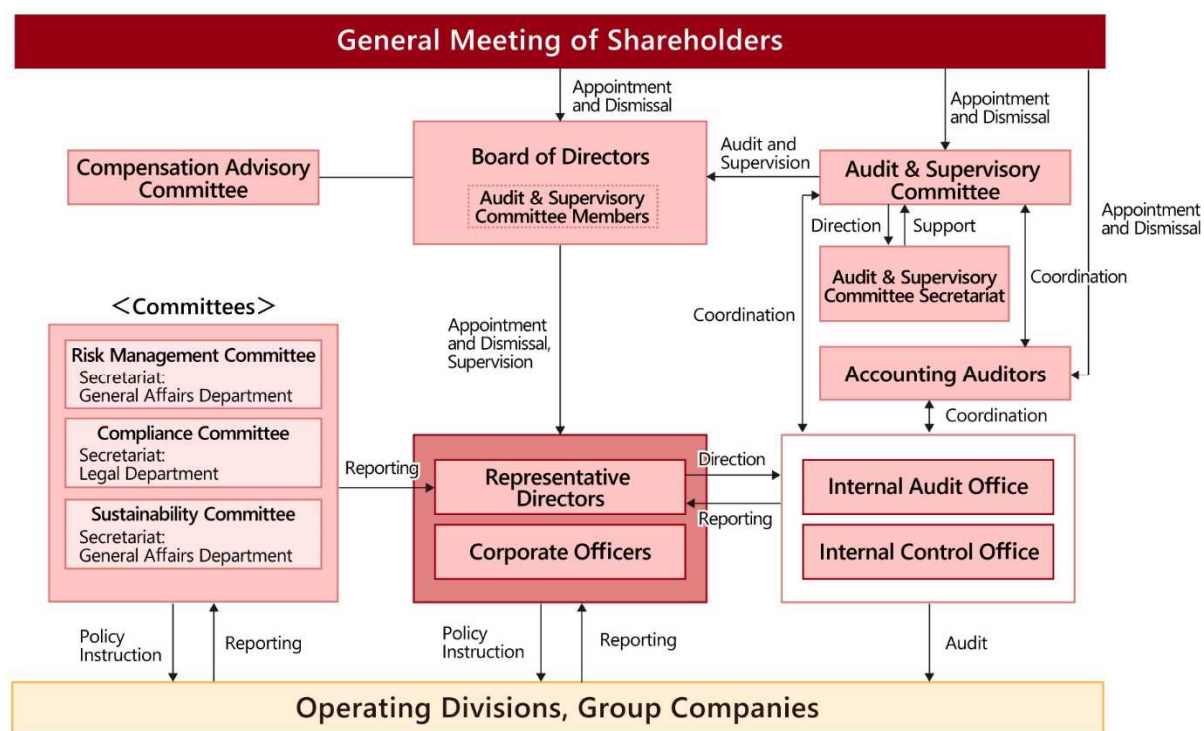 General Meeting of Shareholders
Appointment
and Dismissal
Appointment
and Dismissal
Appointment
and Dismissal
Compensation Advisory
Committee
Board of Directors
Audit & Supervisory
Committee Members
Audit and
Supervision
Audit & Supervisory
Committee
Direction
Support
Audit & Supervisory
Committee Secretariat
Coordination
Coordination
Accounting Auditors
Coordination
Appointment
and Dismissal,
Supervision
<Committees>
Risk Management Committee
Secretariat:
General Affairs Department
Compliance Committee
Secretariat:
Legal Department
Sustainability Committee
Secretariat:
General Affairs Department
Reporting
Representative
Directors
Corporate Officers
Direction
Reporting
Internal Audit Office
Internal Control Office
Policy
Instruction
Reporting
Policy
Instruction
Reporting
Audit
Operating Divisions, Group Companies